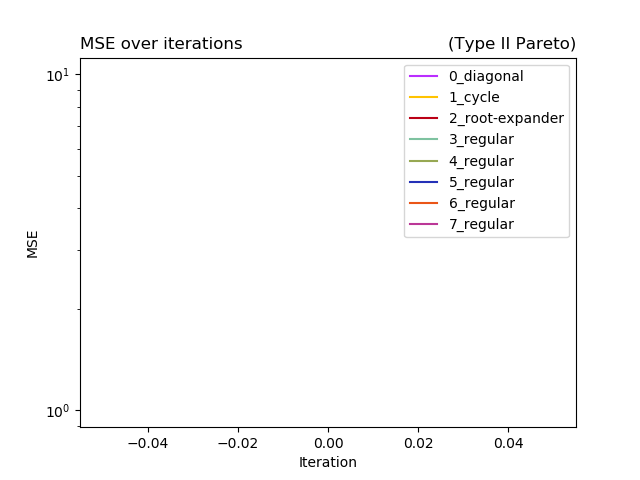 MSE over iterations (Type II Pareto)
10¹
0_diagonal
1_cycle
2_root-expander
3_regular
4_regular
5_regular
6_regular
7_regular
MSE
10⁰
−0.04 −0.02 0.00 0.02 0.04
Iteration